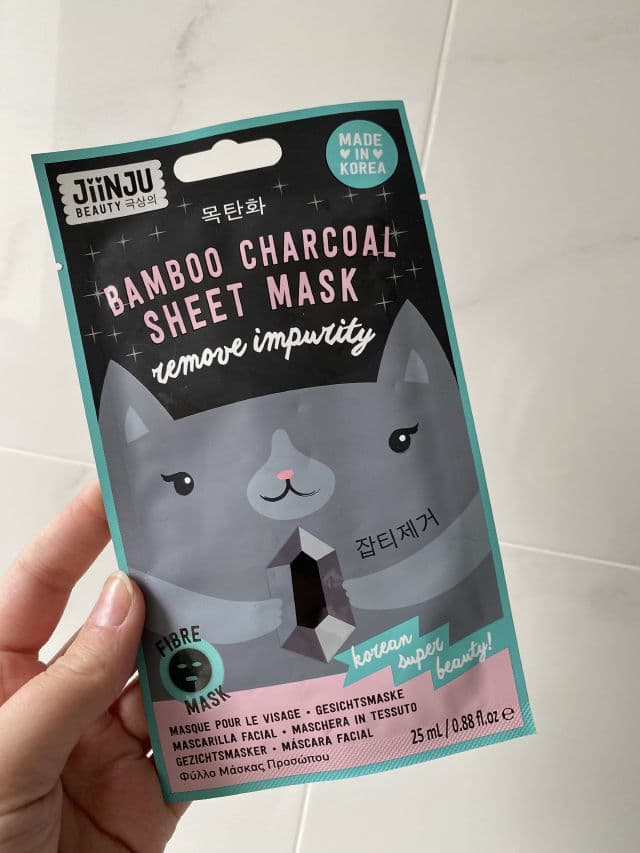 JiiNJU
BEAUTY 극상의
MADE
IN
KOREA
목탄화
BAMBOO CHARCOAL
SHEET MASK
remove impurity
잡티제거
FIBRE
MASK
korean
super
beauty!
MASQUE POUR LE VISAGE • GESICHTSMASKE
MASCARILLA FACIAL • MASCHERA IN TESSUTO
GEZICHTSMASKER • MÁSCARA FACIAL
Φύλλο Μάσκας Προσώπου
25 mL / 0.88 fl.oz ℮